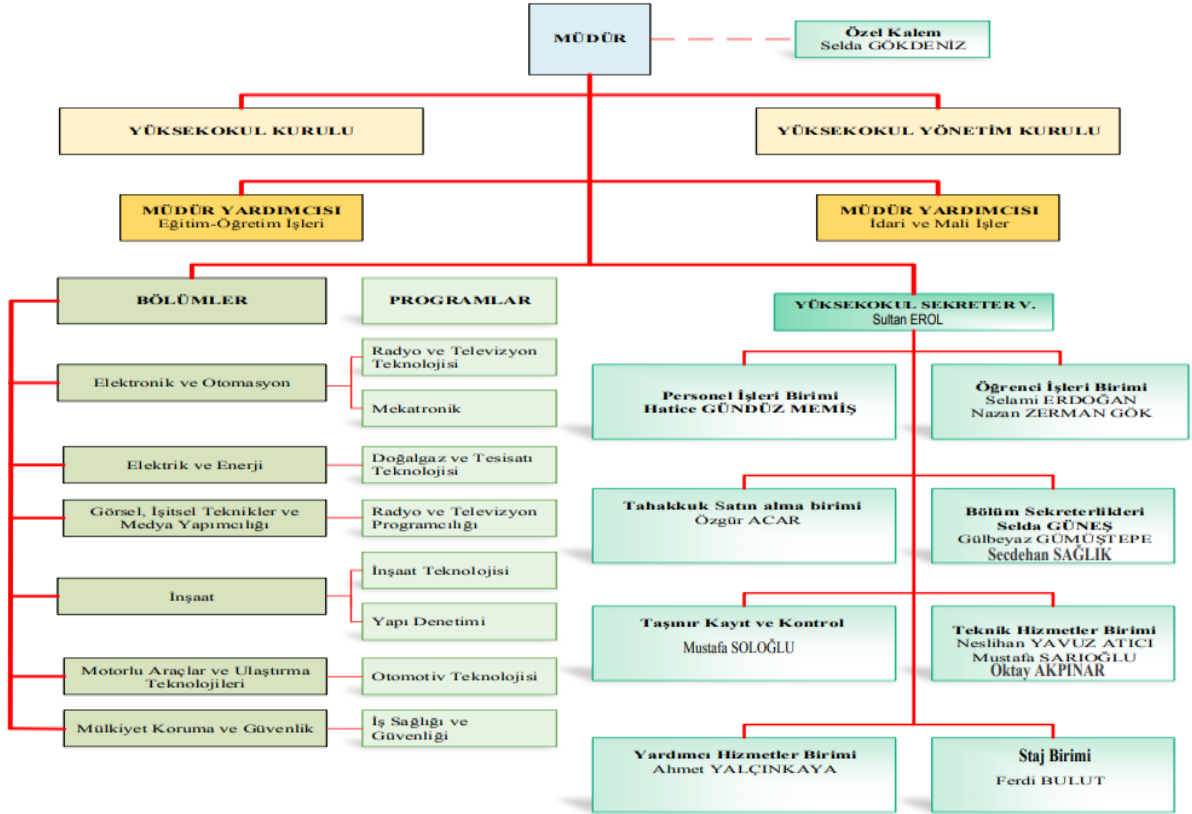 MÜDÜR
Özel Kalem
Selda GÖKDENİZ
YÜKSEKOKUL KURULU
YÜKSEKOKUL YÖNETİM KURULU
MÜDÜR YARDIMCISI
Eğitim-Öğretim İşleri
MÜDÜR YARDIMCISI
İdari ve Mali İşler
BÖLÜMLER
PROGRAMLAR
Elektronik ve Otomasyon
Radyo ve Televizyon
Teknolojisi
Mekatronik
Elektrik ve Enerji
Doğalgaz ve Tesisatı
Teknolojisi
Görsel, İşitsel Teknikler ve
Medya Yapımcılığı
Radyo ve Televizyon
Programcılığı
İnşaat
İnşaat Teknolojisi
Yapı Denetimi
Motorlu Araçlar ve Ulaştırma
Teknolojileri
Otomotiv Teknolojisi
Mülkiyet Koruma ve Güvenlik
İş Sağlığı ve
Güvenliği
YÜKSEKOKUL SEKRETER V.
Sultan EROL
Personel İşleri Birimi
Hatice GÜNDÜZ MEMİŞ
Öğrenci İşleri Birimi
Selami ERDOĞAN
Nazan ZERMAN GÖK
Tahakkuk Satın alma birimi
Özgür ACAR
Bölüm Sekreterlikleri
Selda GÜNEŞ
Gülbeyaz GÜMÜŞTEPE
Secdehan SAĞLIK
Taşınır Kayıt ve Kontrol
Mustafa SOLOĞLU
Teknik Hizmetler Birimi
Neslihan YAVUZ ATICI
Mustafa SARIOĞLU
Oktay AKPINAR
Yardımcı Hizmetler Birimi
Ahmet YALÇINKAYA
Staj Birimi
Ferdi BULUT